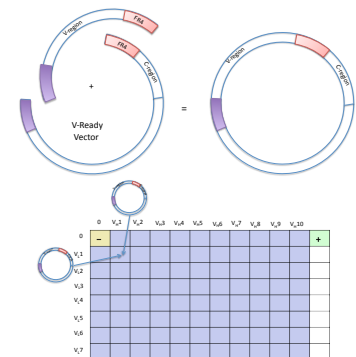 V-region
FR4
FR4
C-region
+
V-Ready
Vector
=
V-region
C-region
0 VH1 VH2 VH3 VH4 VH5 VH6 VH7 VH8 VH9 VH10
0 - +
VL1
VL2
VL3
VL4
VL5
VL6
VL7